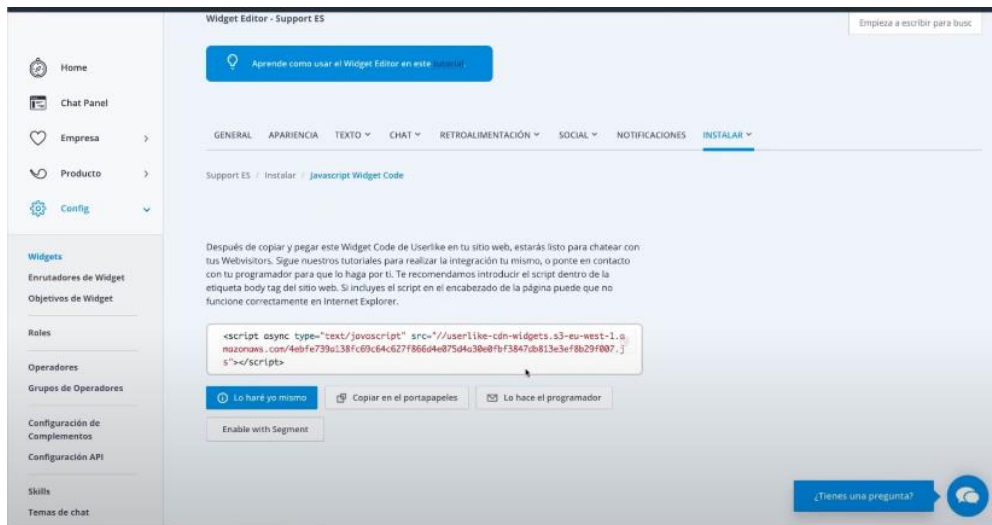 Widget Editor - Support ES
Empieza a escribir para busc
Aprende como usar el Widget Editor en este tutorial.
Home
Chat Panel
Empresa
Producto
Config
Widgets
Enrutadores de Widget
Objetivos de Widget
Roles
Operadores
Grupos de Operadores
Configuración de
Complementos
Configuración API
Skills
Temas de chat
GENERAL APARIENCIA TEXTO CHAT RETROALIMENTACIÓN SOCIAL NOTIFICACIONES INSTALAR
Support ES / Instalar / Javascript Widget Code
Después de copiar y pegar este Widget Code de Userlike en tu sitio web, estarás listo para chatear con
tus Webvisitors. Sigue nuestros tutoriales para realizar la integración tu mismo, o ponte en contacto
con tu programador para que lo haga por ti. Te recomendamos introducir el script dentro de la
etiqueta body tag del sitio web. Si incluyes el script en el encabezado de la página puede que no
funcione correctamente en Internet Explorer.
<script async type="text/javascript" src="//userlike-cdn-widgets.s3-eu-west-1.a
mazonaws.com/4ebfe739a138fc69c64c627f866d4e075d4a30e0fbf3847db813e3ef8b29f007.j
s"></script>
Lo haré yo mismo
Copiar en el portapapeles
Lo hace el programador
Enable with Segment
¿Tienes una pregunta?